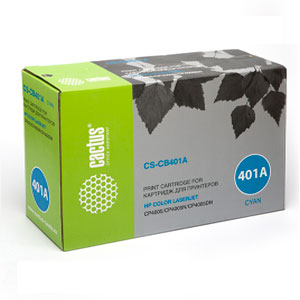 cactus
CS-CB401A
PRINT CARTRIDGE FOR
КАРТРИДЖ ДЛЯ ПРИНТЕРОВ
HP COLOR LASERJET
CP4005/CP4005N/CP4005DN
401A
CYAN
401A